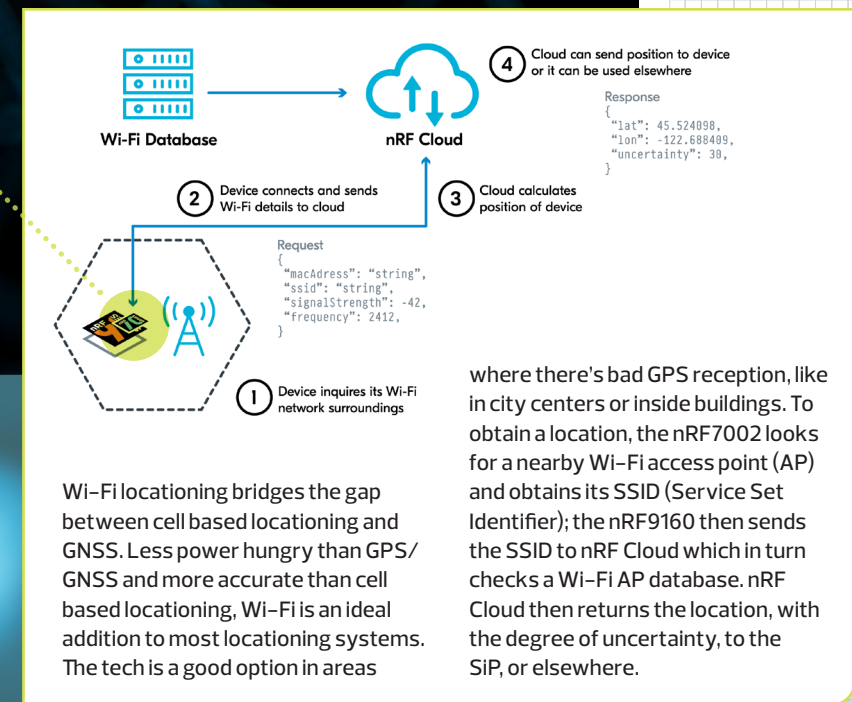 Wi-Fi Database
nRF Cloud
4
Cloud can send position to device
or it can be used elsewhere
Response
{
"lat": 45.524098,
"lon": -122.688409,
"uncertainty": 30,
}
2
Device connects and sends
Wi-Fi details to cloud
3
Cloud calculates
position of device
Request
{
"macAdress": "string",
"ssid": "string",
"signalStrength": -42,
"frequency": 2412,
}
1
Device inquires its Wi-Fi
network surroundings
Wi-Fi locationing bridges the gap
between cell based locationing and
GNSS. Less power hungry than GPS/
GNSS and more accurate than cell
based locationing, Wi-Fi is an ideal
addition to most locationing systems.
The tech is a good option in areas
where there's bad GPS reception, like
in city centers or inside buildings. To
obtain a location, the nRF7002 looks
for a nearby Wi-Fi access point (AP)
and obtains its SSID (Service Set
Identifier); the nRF9160 then sends
the SSID to nRF Cloud which in turn
checks a Wi-Fi AP database. nRF
Cloud then returns the location, with
the degree of uncertainty, to the
SiP, or elsewhere.